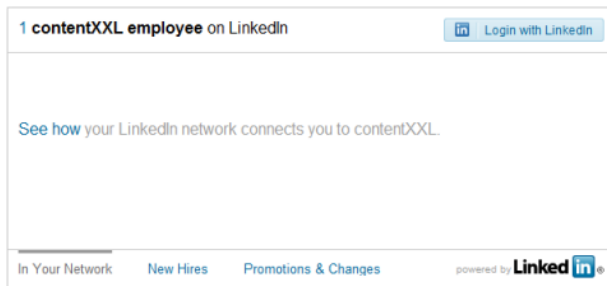 1 contentXXL employee on LinkedIn
in Login with LinkedIn
See how your LinkedIn network connects you to contentXXL.
In Your Network New Hires Promotions & Changes powered by Linked in ®